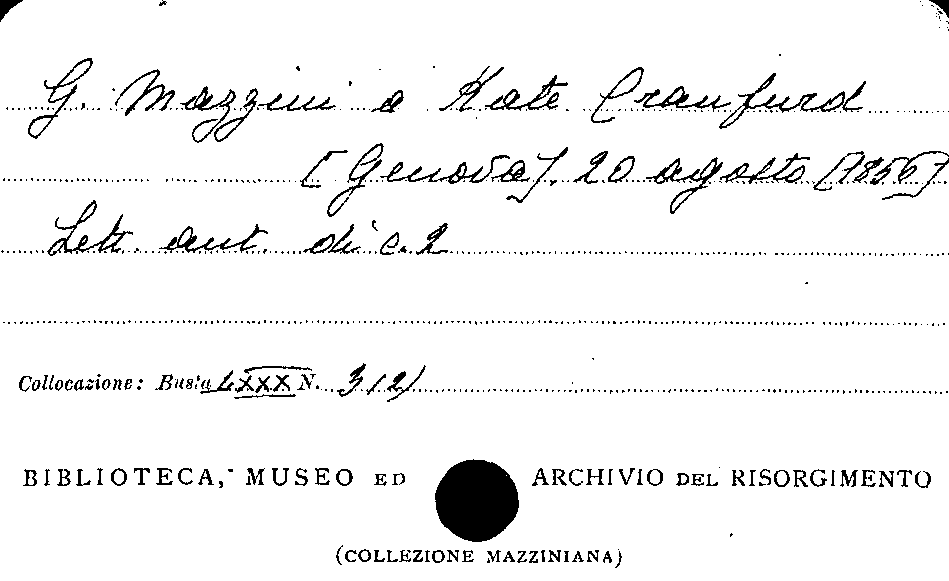 G. Mazzini a Kate Craufurd
[Genova], 20 agosto [1856]
Lett. aut. di c. 2
Collocazione: Busta LXXX N. 3(2)
BIBLIOTECA, MUSEO ED ARCHIVIO DEL RISORGIMENTO
(COLLEZIONE MAZZINIANA)